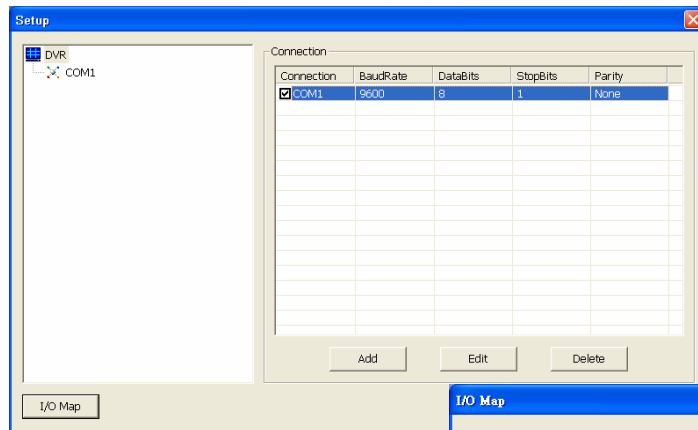 Setup
DVR
COM1
Connection
Connection BaudRate DataBits StopBits Parity
COM1 9600 8 1 None
Add Edit Delete
I/O Map
I/O Map